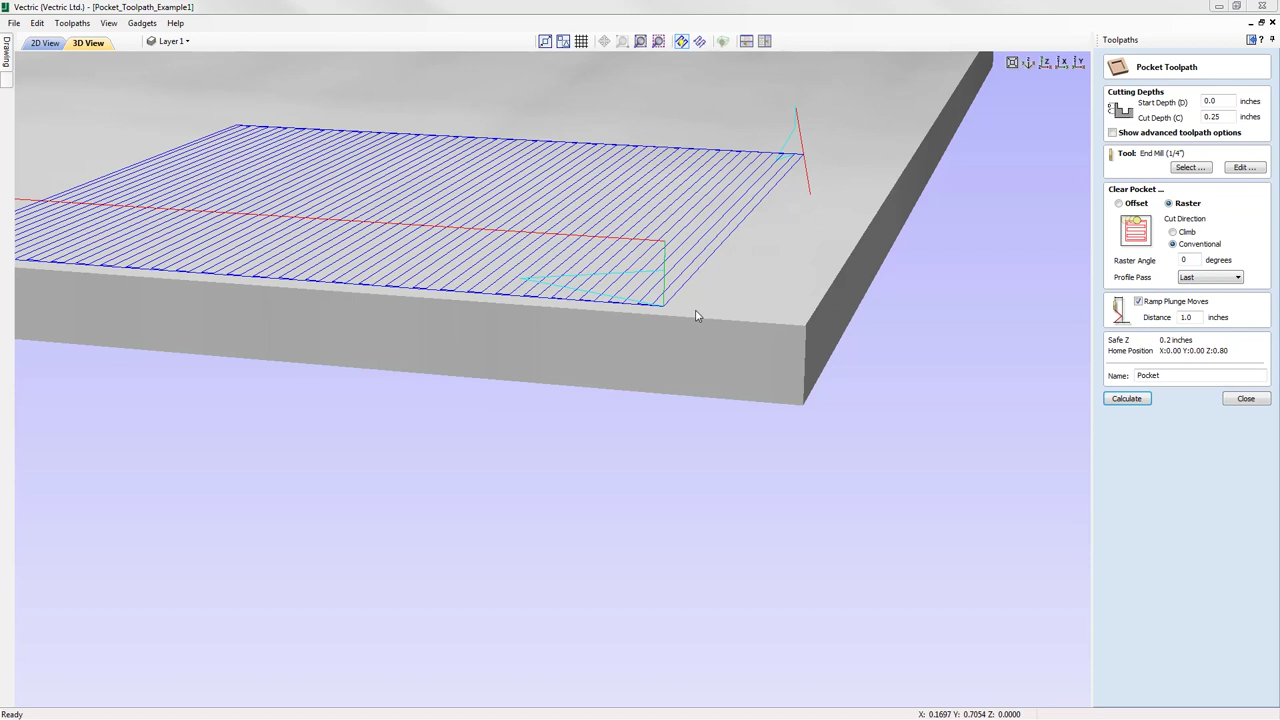 Vectric (Vectric Ltd.) - [Pocket_Toolpath_Example1]
File Edit Toolpaths View Gadgets Help
Drawing
2D View 3D View Layer 1
Toolpaths
Pocket Toolpath
Cutting Depths
Start Depth (D) 0.0 inches
Cut Depth (C) 0.25 inches
Show advanced toolpath options
Tool: End Mill (1/4")
Select ... Edit ...
Clear Pocket ...
Offset Raster
Cut Direction
Climb
Conventional
Raster Angle 0 degrees
Profile Pass Last
Ramp Plunge Moves
Distance 1.0 inches
Safe Z 0.2 inches
Home Position X:0.00 Y:0.00 Z:0.80
Name: Pocket
Calculate Close
Ready X: 0.1697 Y: 0.7054 Z: 0.0000